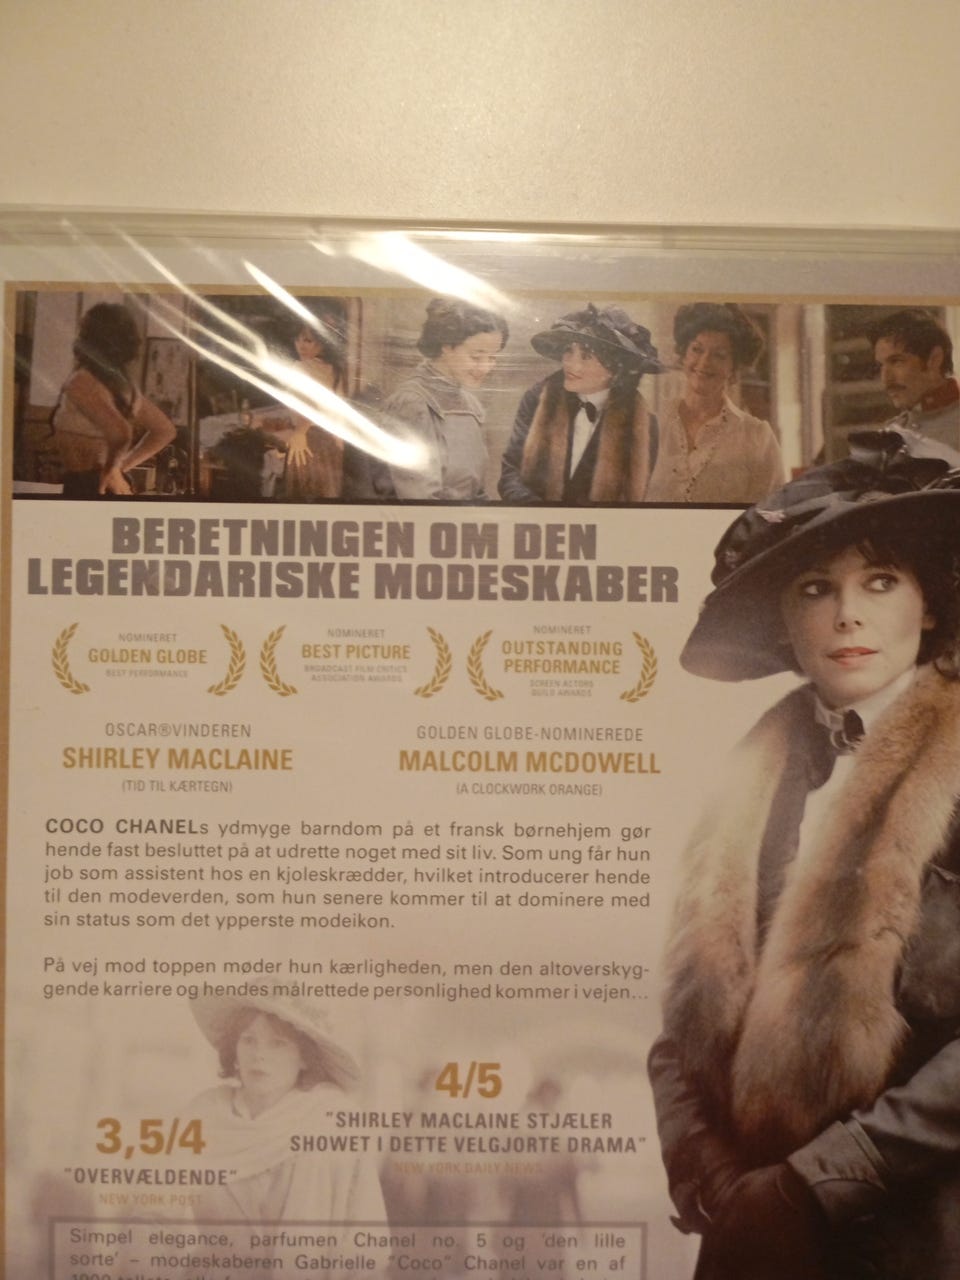 BERETNINGEN OM DEN
LEGENDARISKE MODESKABER
NOMINERET
GOLDEN GLOBE
BEST PERFORMANCE
NOMINERET
BEST PICTURE
BROADCAST FILM CRITICS
ASSOCIATION AWARDS
NOMINERET
OUTSTANDING
PERFORMANCE
SCREEN ACTORS
GUILD AWARDS
OSCAR®VINDEREN
SHIRLEY MACLAINE
(TID TIL KÆRTEGN)
GOLDEN GLOBE-NOMINEREDE
MALCOLM MCDOWELL
(A CLOCKWORK ORANGE)
COCO CHANELs ydmyge barndom på et fransk børnehjem gør
hende fast besluttet på at udrette noget med sit liv. Som ung får hun
job som assistent hos en kjoleskrædder, hvilket introducerer hende
til den modeverden, som hun senere kommer til at dominere med
sin status som det ypperste modeikon.
På vej mod toppen møder hun kærligheden, men den altoverskyg-
gende karriere og hendes målrettede personlighed kommer i vejen...
3,5/4
"OVERVÆLDENDE"
NEW YORK POST
4/5
"SHIRLEY MACLAINE STJÆLER
SHOWET I DETTE VELGJORTE DRAMA"
NEW YORK DAILY NEWS
Simpel elegance, parfumen Chanel no. 5 og 'den lille
sorte' – modeskaberen Gabrielle "Coco" Chanel var en af